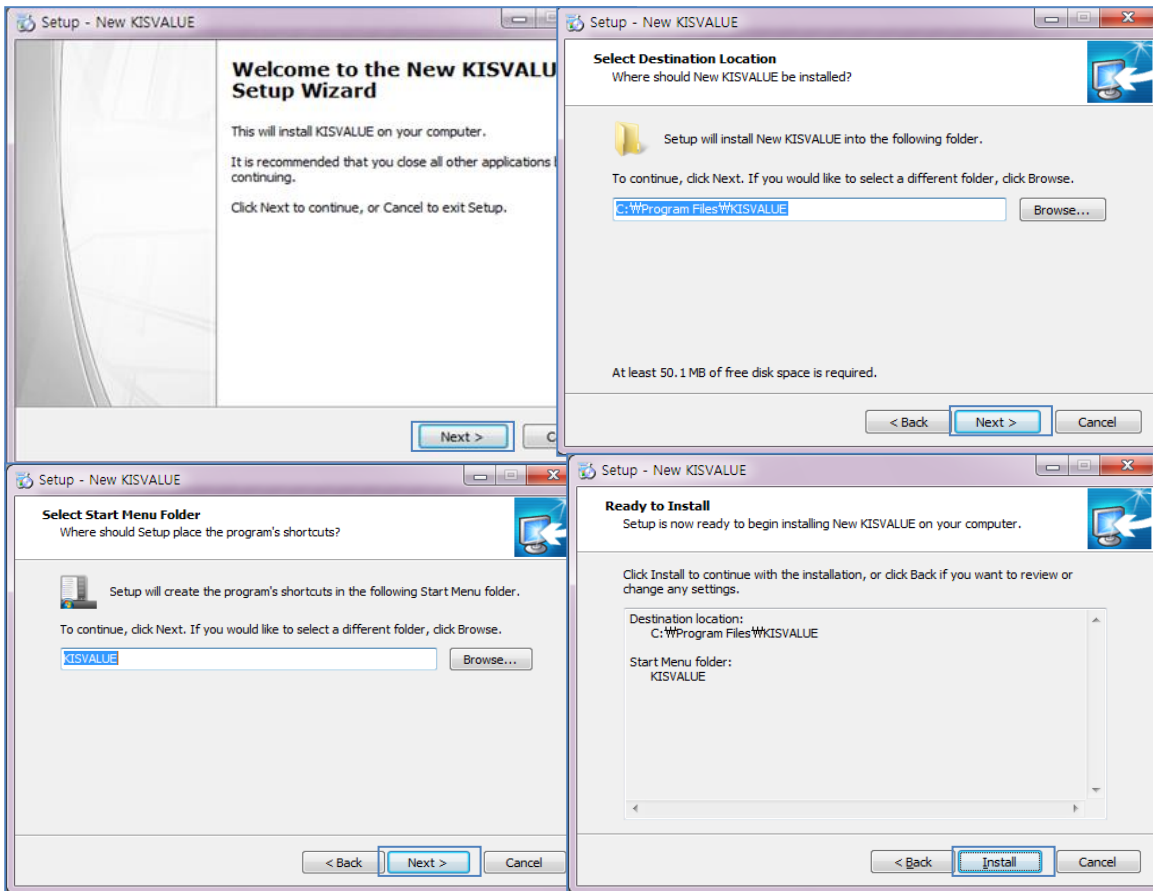 Setup - New KISVALUE
Welcome to the New KISVALU
Setup Wizard
This will install KISVALUE on your computer.
It is recommended that you close all other applications
continuing.
Click Next to continue, or Cancel to exit Setup.
Next >
C
Setup - New KISVALUE
Select Destination Location
Where should New KISVALUE be installed?
Setup will install New KISVALUE into the following folder.
To continue, click Next. If you would like to select a different folder, click Browse.
C:₩Program Files₩KISVALUE
Browse...
At least 50.1 MB of free disk space is required.
< Back
Next >
Cancel
Setup - New KISVALUE
Select Start Menu Folder
Where should Setup place the program's shortcuts?
Setup will create the program's shortcuts in the following Start Menu folder.
To continue, click Next. If you would like to select a different folder, click Browse.
KISVALUE
Browse...
< Back
Next >
Cancel
Setup - New KISVALUE
Ready to Install
Setup is now ready to begin installing New KISVALUE on your computer.
Click Install to continue with the installation, or click Back if you want to review or
change any settings.
Destination location:
C:₩Program Files₩KISVALUE
Start Menu folder:
KISVALUE
< Back
Install
Cancel